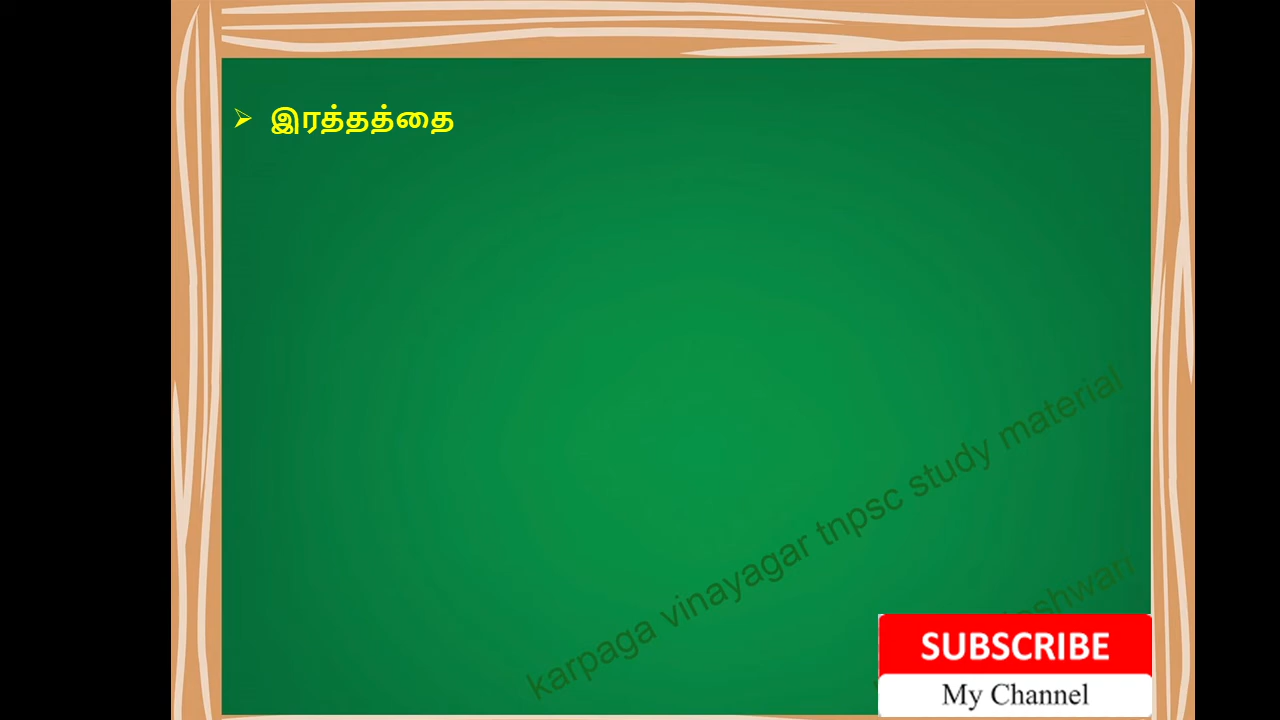 ➢ இரத்தத்தை
karpaga vinayagar tnpsc study material
SUBSCRIBE
My Channel